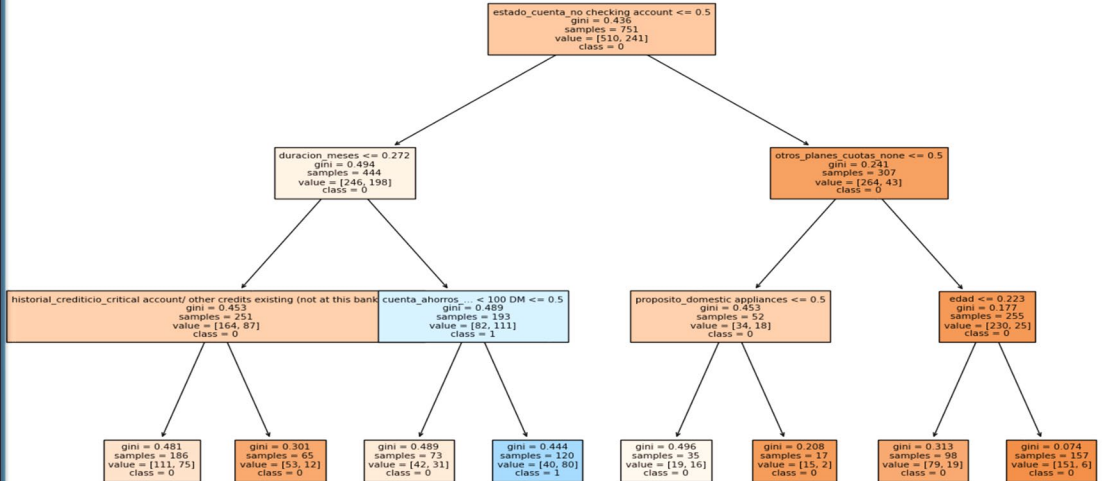 estado_cuenta_no checking account <= 0.5
gini = 0.436
samples = 751
value = [510, 241]
class = 0
duracion_meses <= 0.272
gini = 0.494
samples = 444
value = [246, 198]
class = 0
otros_planes_cuotas_none <= 0.5
gini = 0.241
samples = 307
value = [264, 43]
class = 0
historial_crediticio_critical account/ other credits existing (not at this bank
gini = 0.453
samples = 251
value = [164, 87]
class = 0
cuenta_ahorros_... < 100 DM <= 0.5
gini = 0.489
samples = 193
value = [82, 111]
class = 1
proposito_domestic appliances <= 0.5
gini = 0.453
samples = 52
value = [34, 18]
class = 0
edad <= 0.223
gini = 0.177
samples = 255
value = [230, 25]
class = 0
gini = 0.481
samples = 186
value = [111, 75]
class = 0
gini = 0.301
samples = 65
value = [53, 12]
class = 0
gini = 0.489
samples = 73
value = [42, 31]
class = 0
gini = 0.444
samples = 120
value = [40, 80]
class = 1
gini = 0.496
samples = 35
value = [19, 16]
class = 0
gini = 0.208
samples = 17
value = [15, 2]
class = 0
gini = 0.313
samples = 98
value = [79, 19]
class = 0
gini = 0.074
samples = 157
value = [151, 6]
class = 0